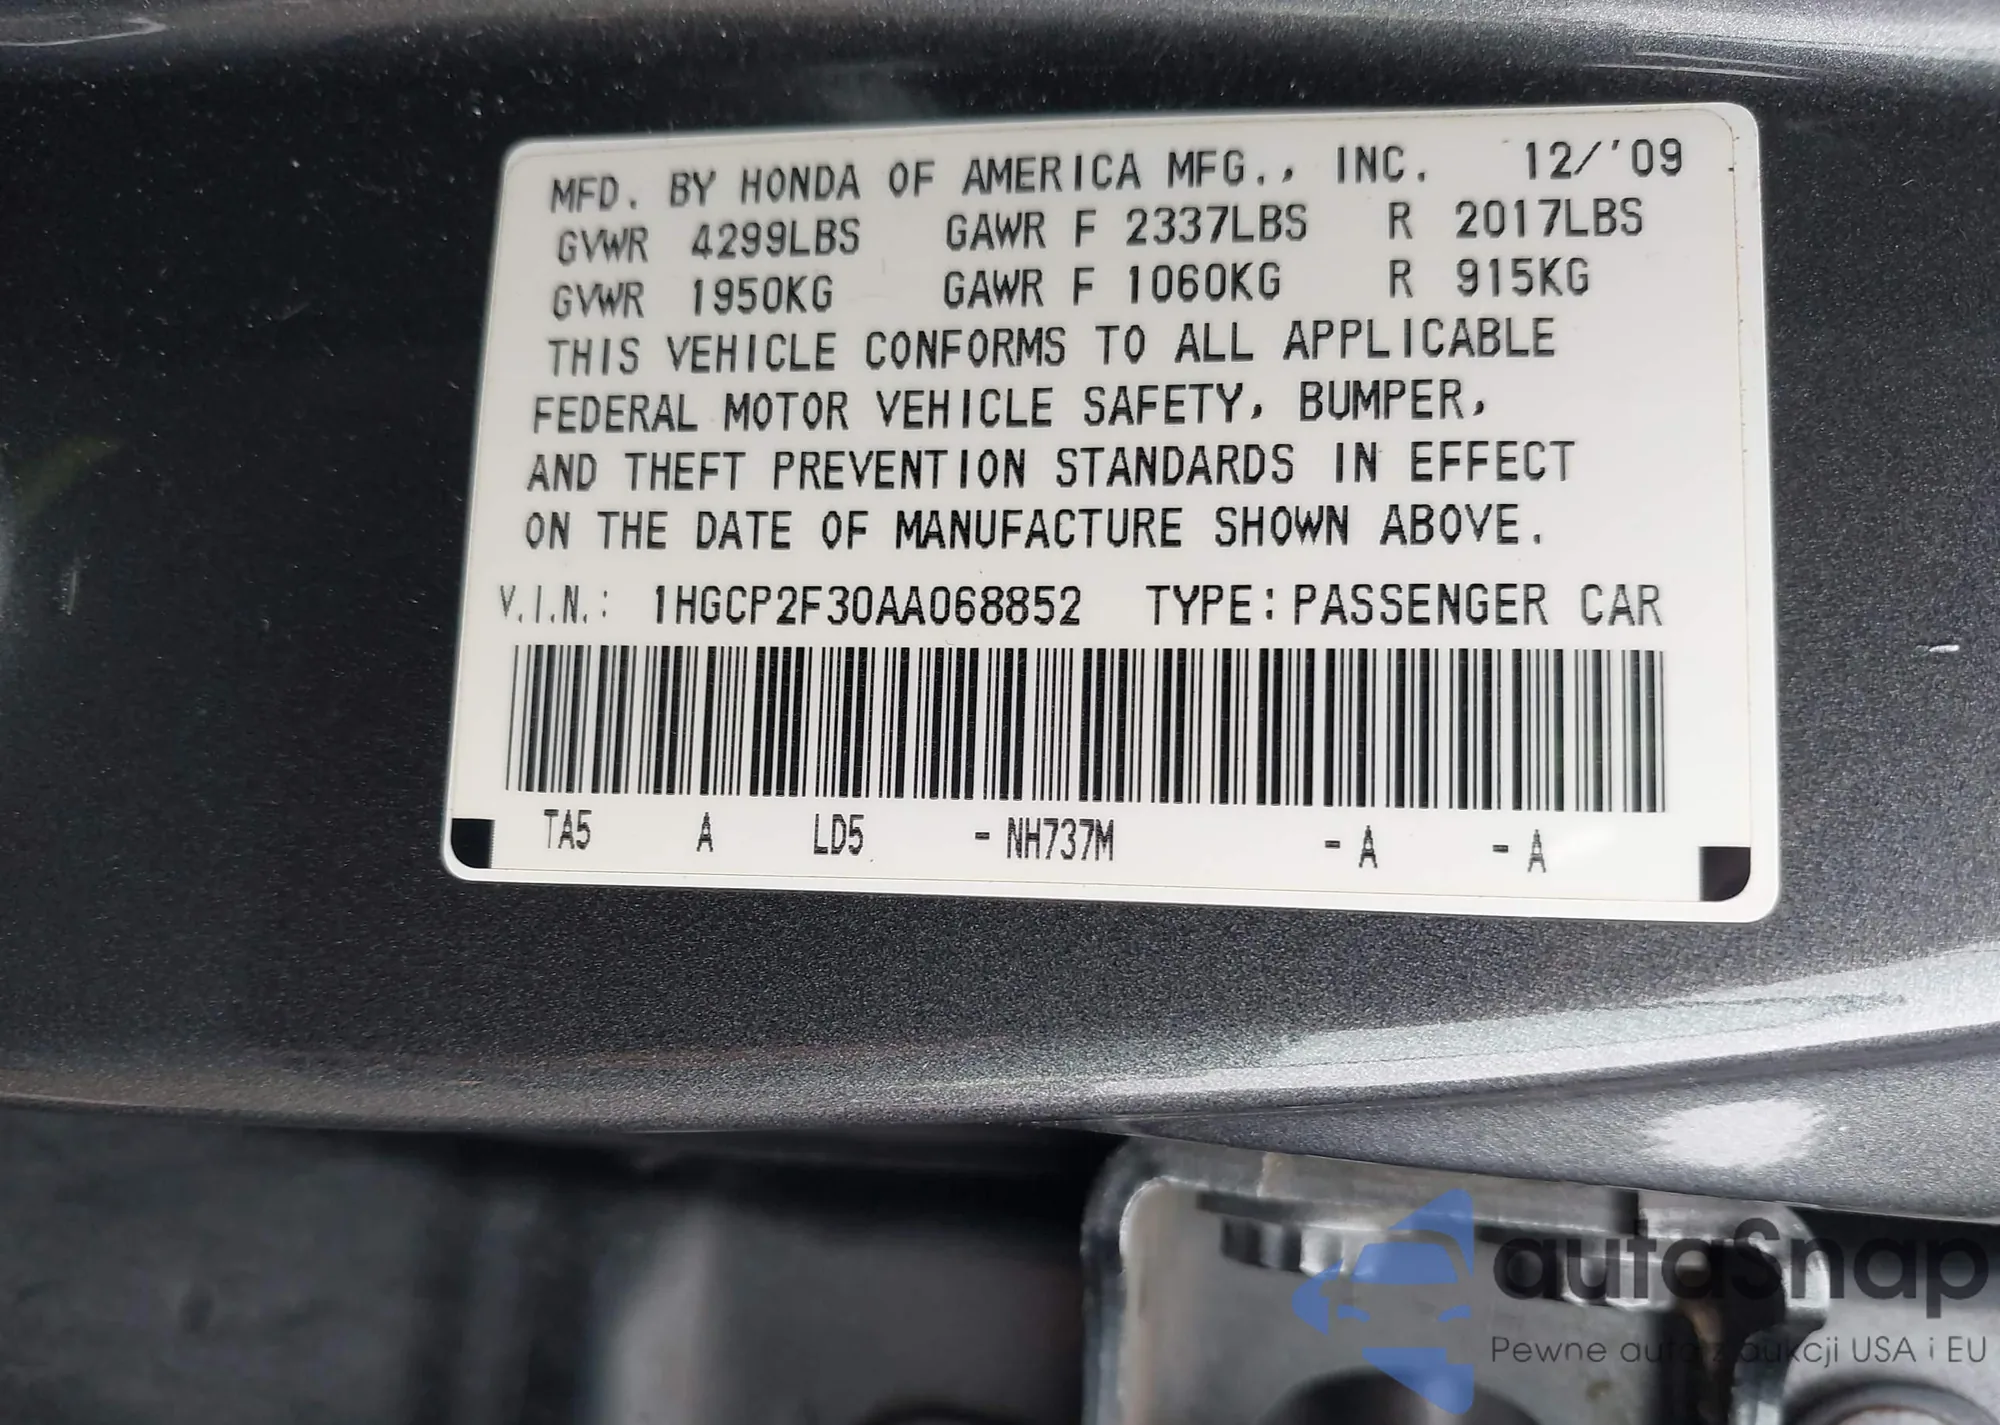 MFD. BY HONDA OF AMERICA MFG., INC. 12/'09
GVWR 4299LBS GAWR F 2337LBS R 2017LBS
GVWR 1950KG GAWR F 1060KG R 915KG
THIS VEHICLE CONFORMS TO ALL APPLICABLE
FEDERAL MOTOR VEHICLE SAFETY, BUMPER,
AND THEFT PREVENTION STANDARDS IN EFFECT
ON THE DATE OF MANUFACTURE SHOWN ABOVE.
V.I.N.: 1HGCP2F30AA068852 TYPE: PASSENGER CAR
TA5 A LD5 -NH737M -A -A
autaSnap
Pewne auta z aukcji USA i EU